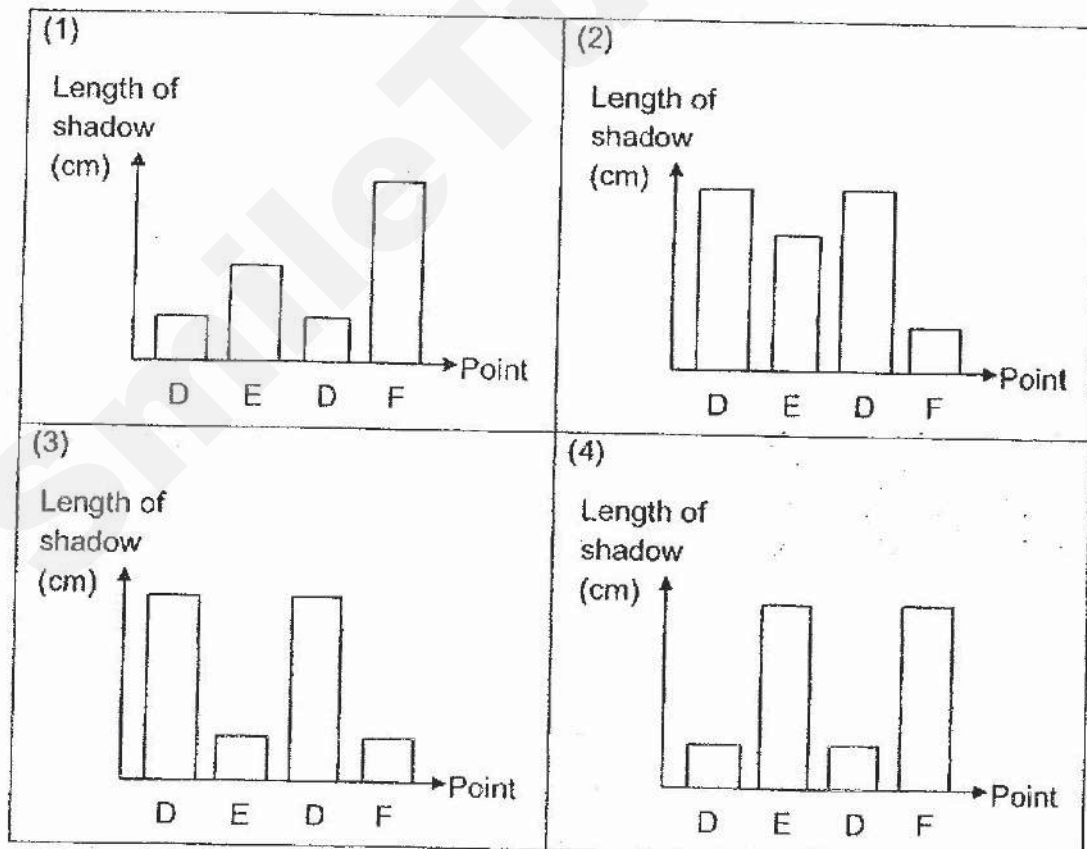 (1)
Length of
shadow
(cm)
Point
D E D F
(2)
Length of
shadow
(cm)
Point
D E D F
(3)
Length of
shadow
(cm)
Point
D E D F
(4)
Length of
shadow
(cm)
Point
D E D F
Smile